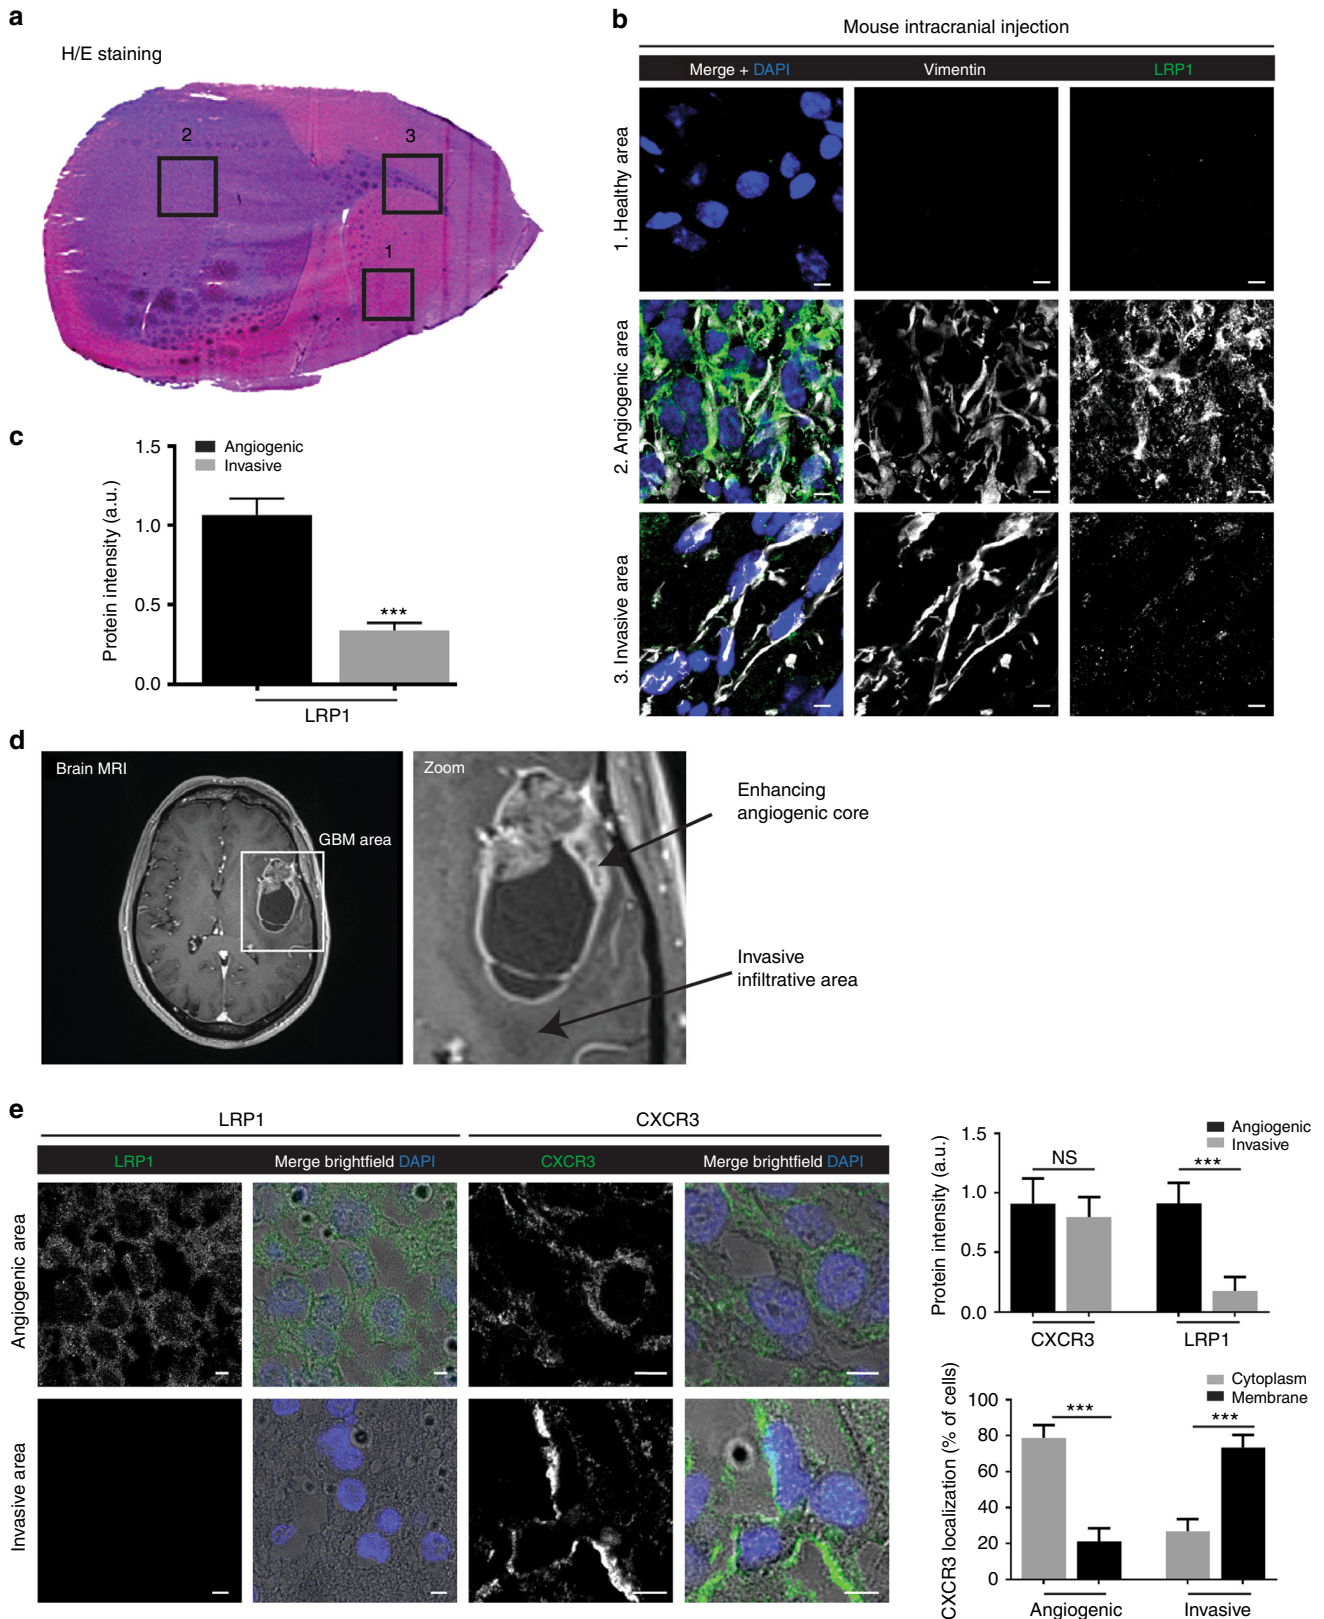 a
H/E staining
2
3
1
b
Mouse intracranial injection
Merge + DAPI
Vimentin
LRP1
1. Healthy area
2. Angiogenic area
3. Invasive area
c
1.5
1.0
0.5
0.0
Protein intensity (a.u.)
Angiogenic
Invasive
***
LRP1
d
Brain MRI
GBM area
Zoom
Enhancing
angiogenic core
Invasive
infiltrative area
e
LRP1
CXCR3
LRP1
Merge brightfield DAPI
CXCR3
Merge brightfield DAPI
Angiogenic area
Invasive area
Angiogenic
Invasive
1.5
1.0
0.5
0.0
Protein intensity (a.u.)
NS
***
CXCR3
LRP1
Cytoplasm
Membrane
100
80
60
40
20
0
CXCR3 localization (% of cells)
***
***
Angiogenic
Invasive